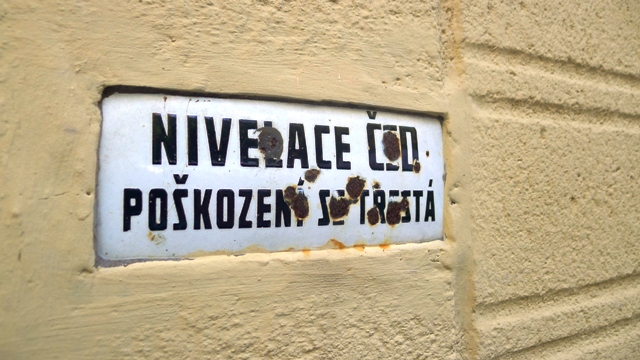 NIVELACE ČSD
POŠKOZENÍ SE TRESTÁ